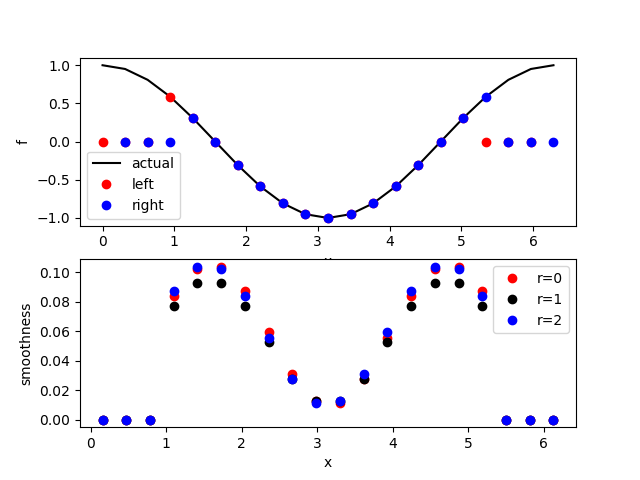 1.0
0.5
0.0
−0.5
−1.0
f
actual
left
right
0 1 2 3 4 5 6
0.10
0.08
0.06
0.04
0.02
0.00
smoothness
r=0
r=1
r=2
0 1 2 3 4 5 6
x